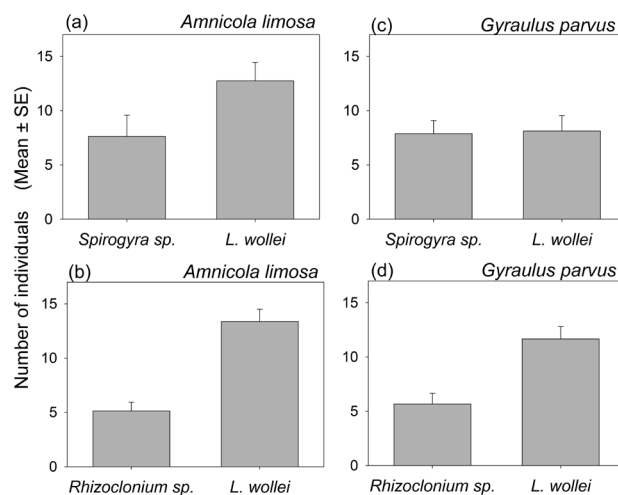 Number of individuals (Mean ± SE)
(a) Amnicola limosa
15
10
5
0
Spirogyra sp. L. wollei
(c) Gyraulus parvus
15
10
5
0
Spirogyra sp. L. wollei
(b) Amnicola limosa
15
10
5
0
Rhizoclonium sp. L. wollei
(d) Gyraulus parvus
15
10
5
0
Rhizoclonium sp. L. wollei